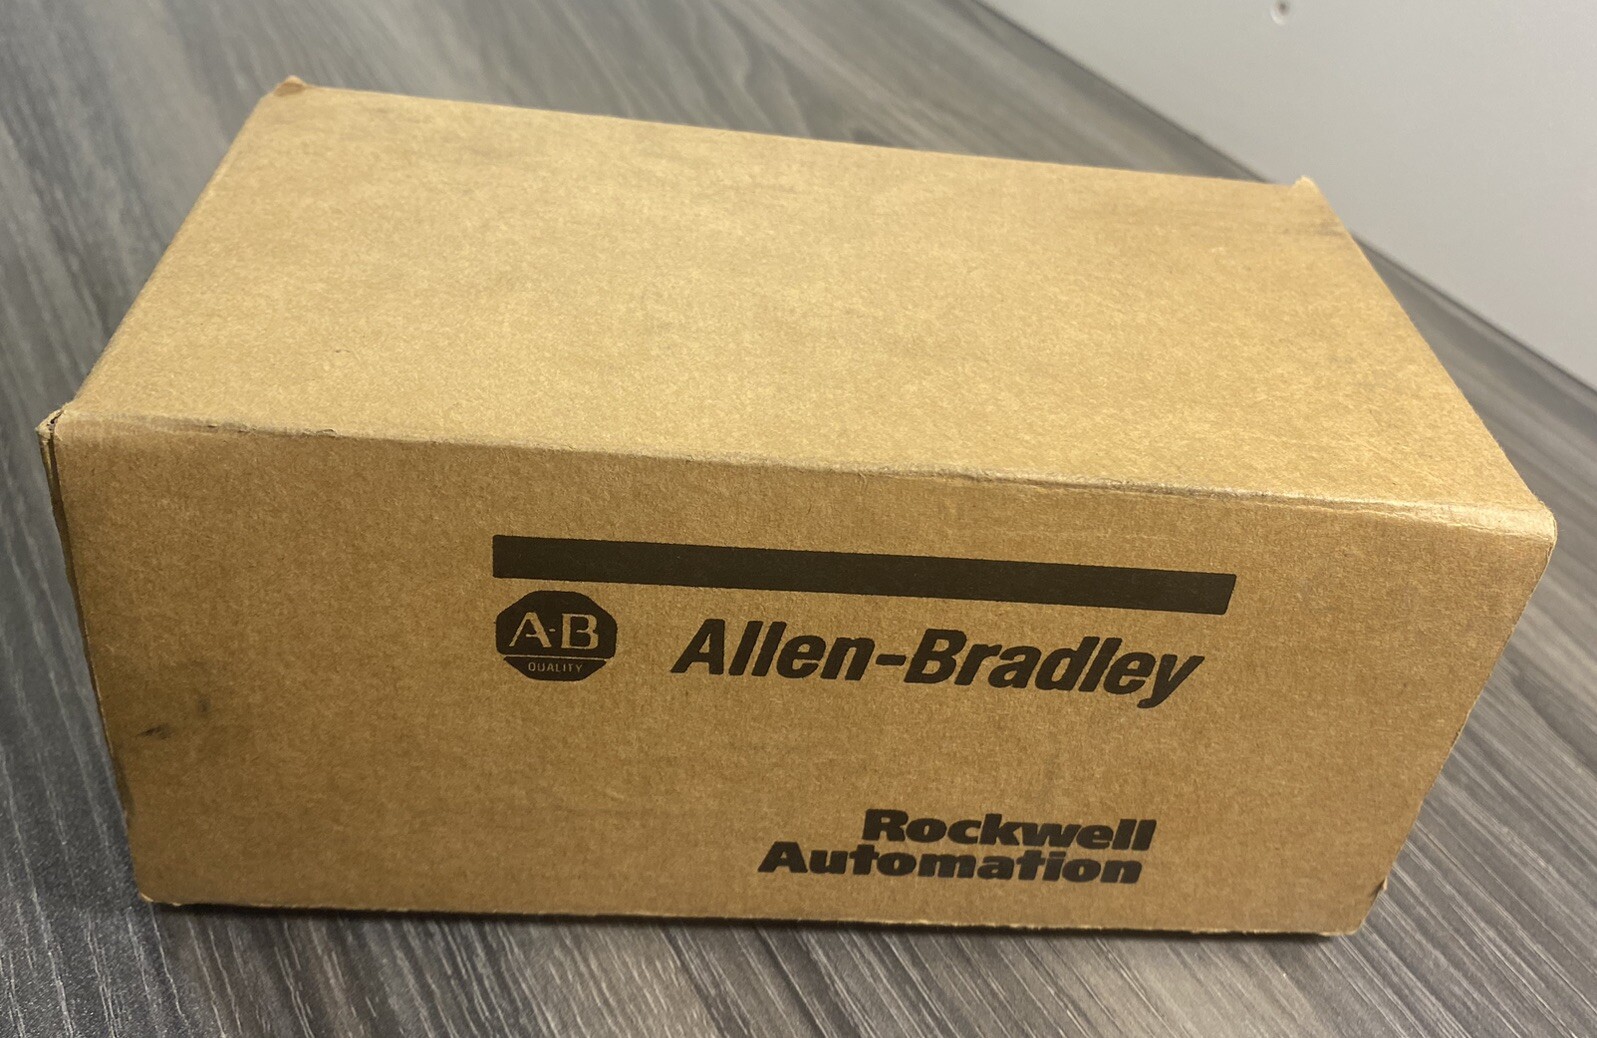 A-B
QUALITY
Allen-Bradley
Rockwell
Automation